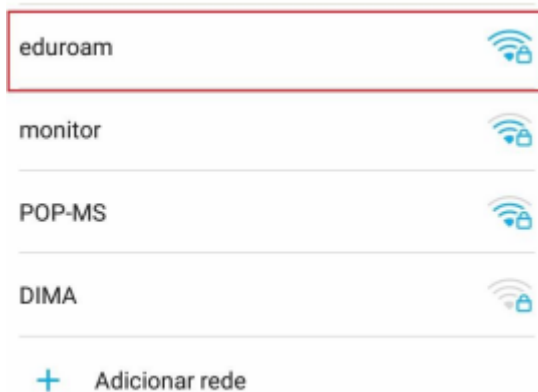 eduroam
monitor
POP-MS
DIMA
+ Adicionar rede